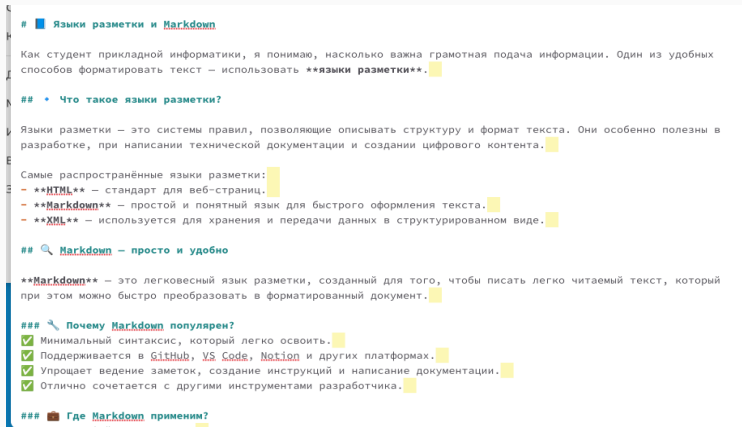 # 📘 Языки разметки и Markdown
Как студент прикладной информатики, я понимаю, насколько важна грамотная подача информации. Один из удобных
способов форматировать текст — использовать **языки разметки**.
## 🔹 Что такое языки разметки?
Языки разметки — это системы правил, позволяющие описывать структуру и формат текста. Они особенно полезны в
разработке, при написании технической документации и создании цифрового контента.
Самые распространённые языки разметки:
- **HTML** — стандарт для веб-страниц.
- **Markdown** — простой и понятный язык для быстрого оформления текста.
- **XML** — используется для хранения и передачи данных в структурированном виде.
## 🔍 Markdown — просто и удобно
**Markdown** — это легковесный язык разметки, созданный для того, чтобы писать легко читаемый текст, который
при этом можно быстро преобразовать в форматированный документ.
### 🔧 Почему Markdown популярен?
✅ Минимальный синтаксис, который легко освоить.
✅ Поддерживается в GitHub, VS Code, Notion и других платформах.
✅ Упрощает ведение заметок, создание инструкций и написание документации.
✅ Отлично сочетается с другими инструментами разработчика.
### 💼 Где Markdown применим?